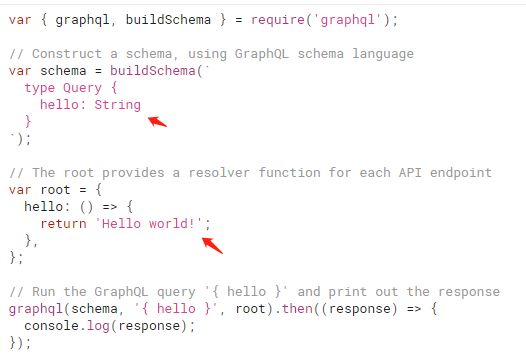 var { graphql, buildSchema } = require('graphql');
// Construct a schema, using GraphQL schema language
var schema = buildSchema(`
  type Query {
    hello: String
  }
`);
// The root provides a resolver function for each API endpoint
var root = {
  hello: () => {
    return 'Hello world!';
  },
};
// Run the GraphQL query '{ hello }' and print out the response
graphql(schema, '{ hello }', root).then((response) => {
  console.log(response);
});